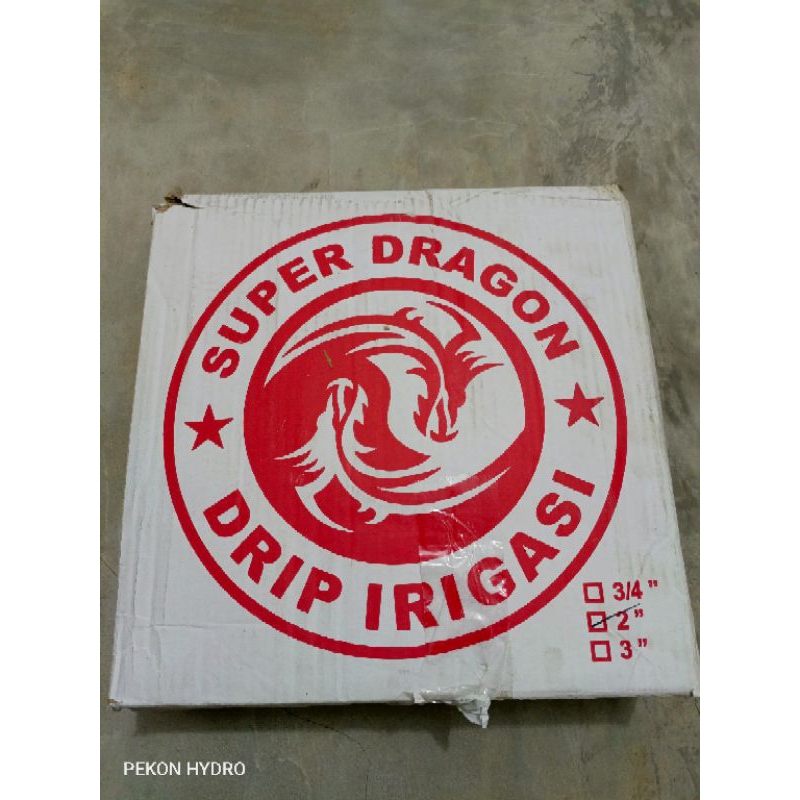 SUPER DRAGON
DRIP IRIGASI
3/4 "
2 "
3 "
PEKON HYDRO